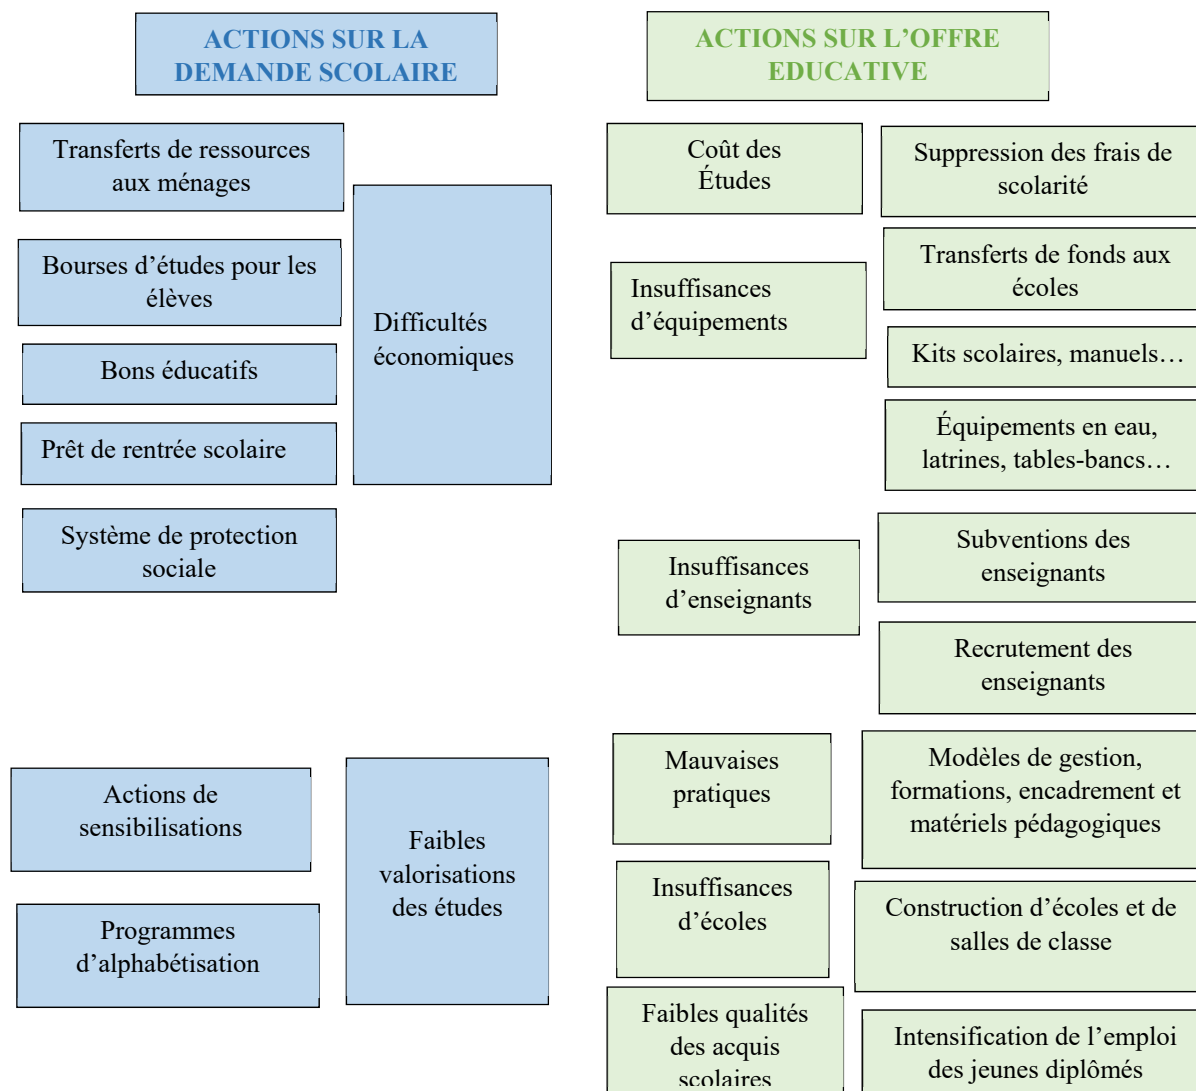 ACTIONS SUR LA
DEMANDE SCOLAIRE
Transferts de ressources
aux ménages
Bourses d’études pour les
élèves
Bons éducatifs
Prêt de rentrée scolaire
Système de protection
sociale
Difficultés
économiques
Actions de
sensibilisations
Programmes
d’alphabétisation
Faibles
valorisations
des études
ACTIONS SUR L’OFFRE
EDUCATIVE
Coût des
Études
Suppression des frais de
scolarité
Insuffisances
d’équipements
Transferts de fonds aux
écoles
Kits scolaires, manuels…
Équipements en eau,
latrines, tables-bancs…
Insuffisances
d’enseignants
Subventions des
enseignants
Recrutement des
enseignants
Mauvaises
pratiques
Modèles de gestion,
formations, encadrement et
matériels pédagogiques
Insuffisances
d’écoles
Construction d’écoles et de
salles de classe
Faibles qualités
des acquis
scolaires
Intensification de l’emploi
des jeunes diplômés